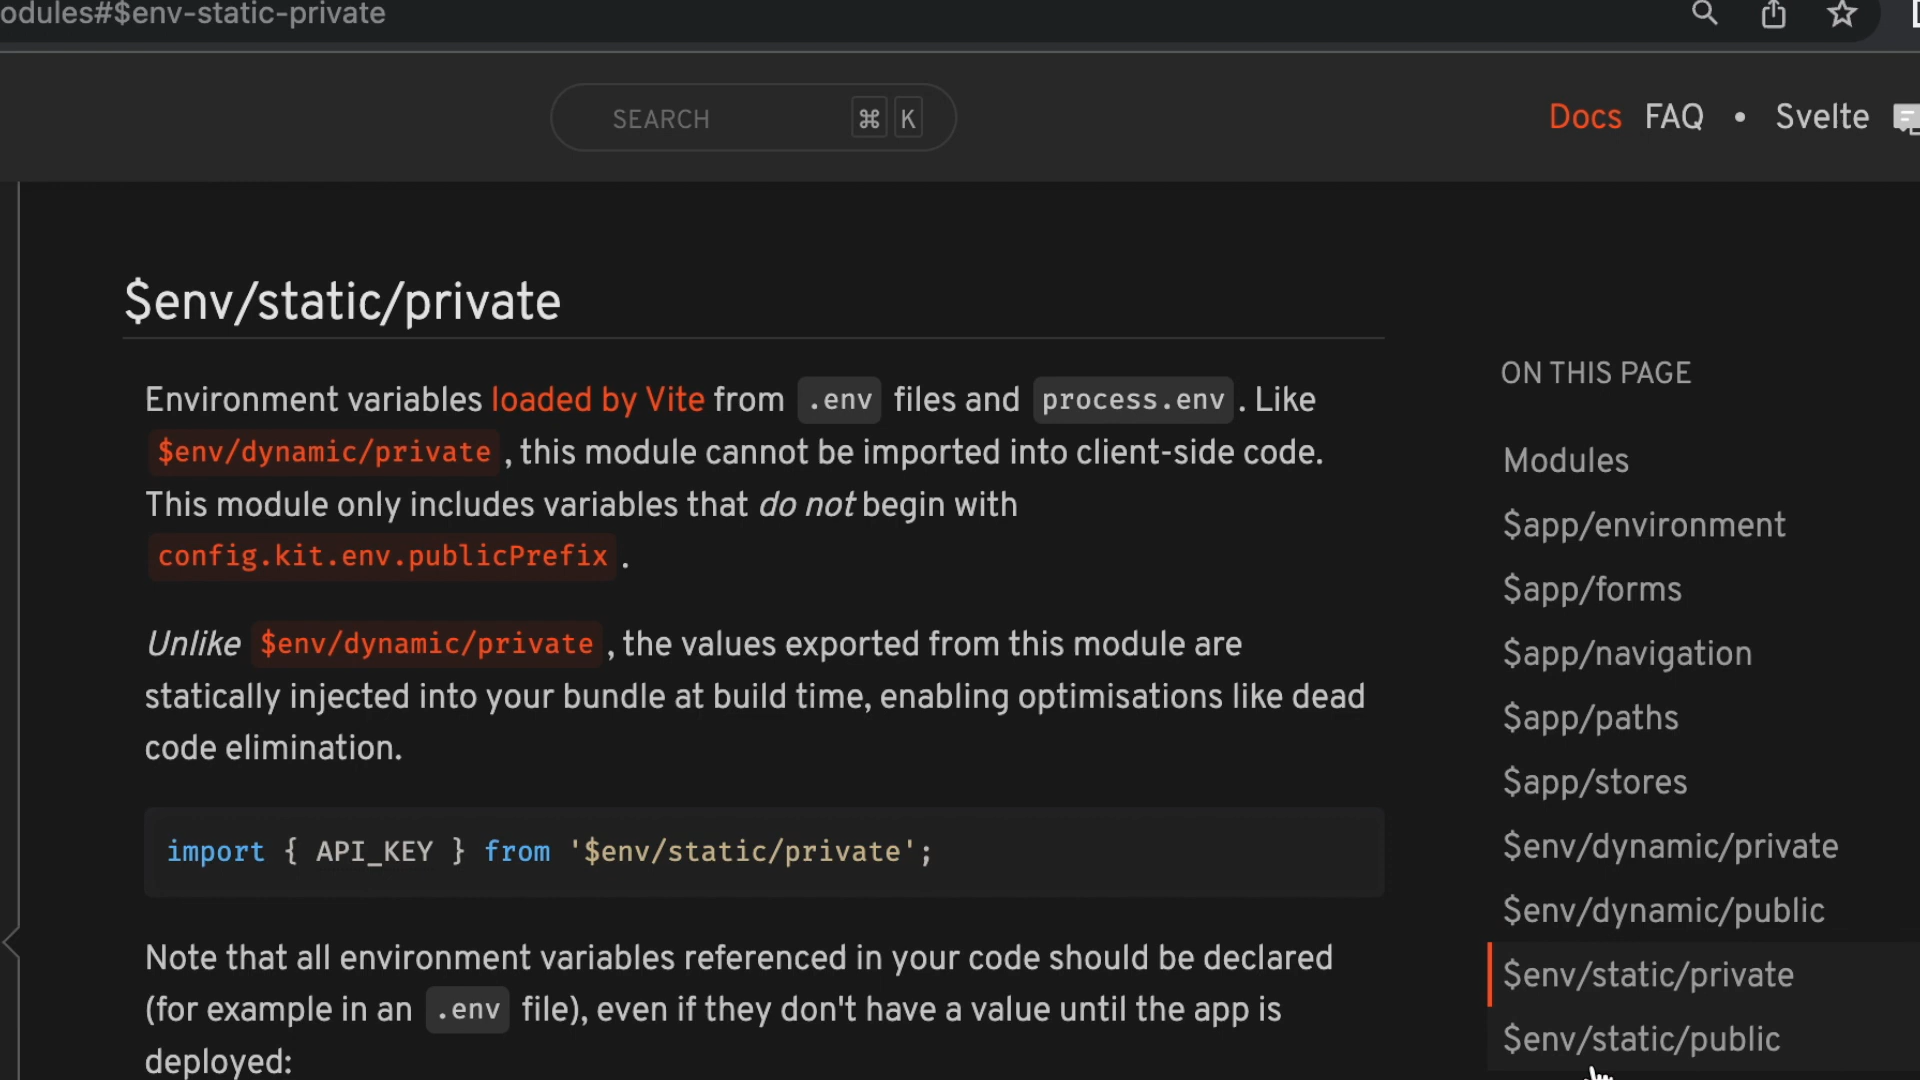 odules#$env-static-private
SEARCH ⌘ K
Docs FAQ • Svelte
$env/static/private
Environment variables loaded by Vite from .env files and process.env. Like
$env/dynamic/private, this module cannot be imported into client-side code.
This module only includes variables that do not begin with
config.kit.env.publicPrefix.
Unlike $env/dynamic/private, the values exported from this module are
statically injected into your bundle at build time, enabling optimisations like dead
code elimination.
import { API_KEY } from '$env/static/private';
Note that all environment variables referenced in your code should be declared
(for example in an .env file), even if they don't have a value until the app is
deployed:
ON THIS PAGE
Modules
$app/environment
$app/forms
$app/navigation
$app/paths
$app/stores
$env/dynamic/private
$env/dynamic/public
$env/static/private
$env/static/public